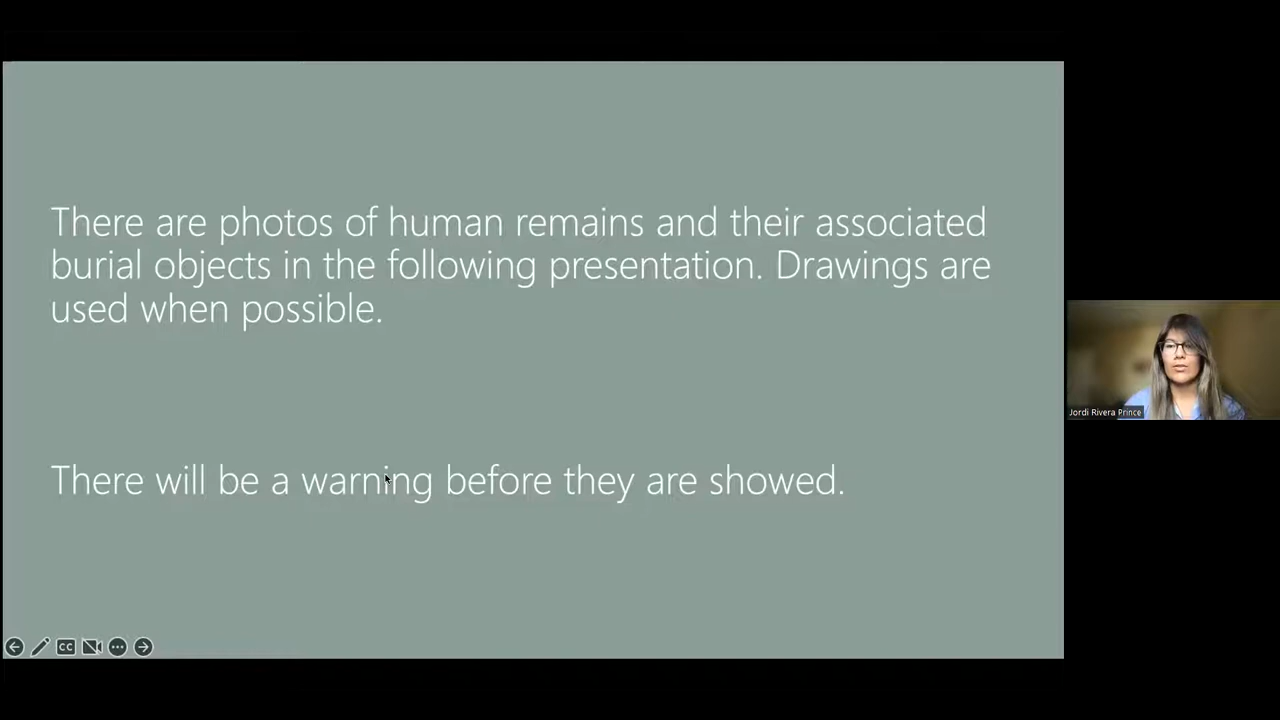 There are photos of human remains and their associated
burial objects in the following presentation. Drawings are
used when possible.
There will be a warning before they are showed.
Jordi Rivera Prince
CC